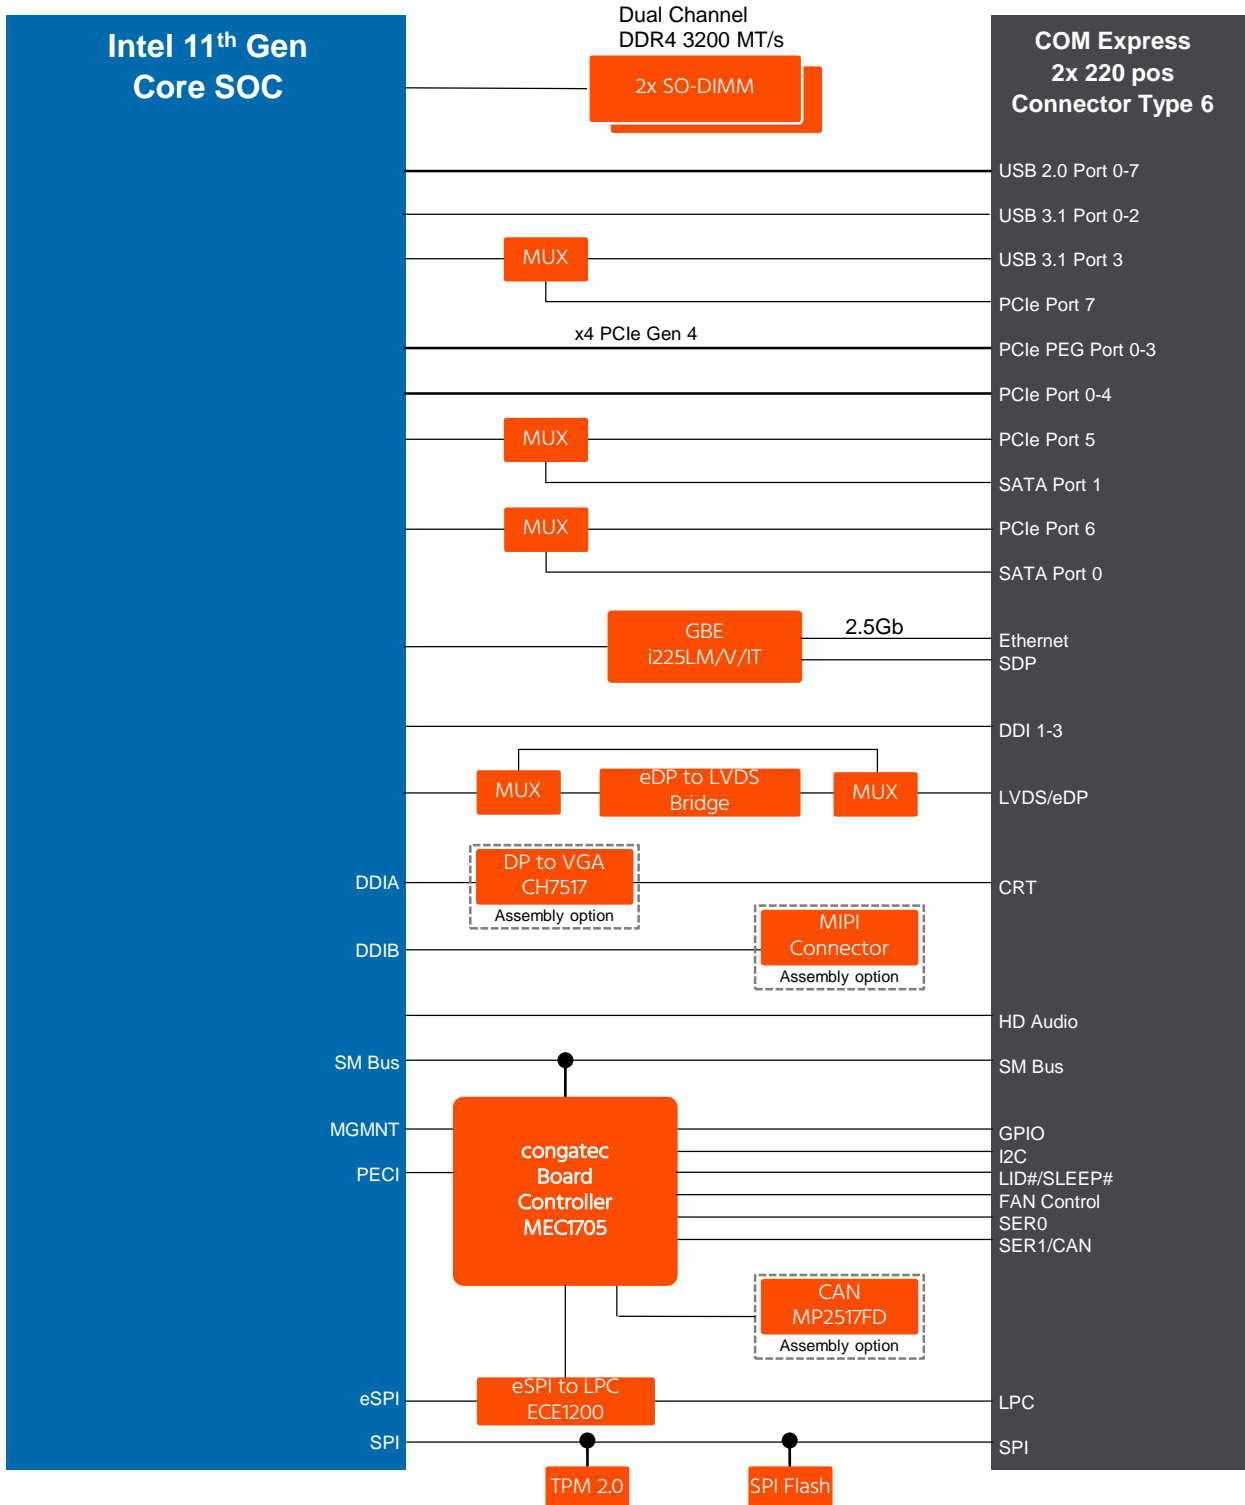 Intel 11th Gen
Core SOC
Dual Channel
DDR4 3200 MT/s
2x SO-DIMM
COM Express
2x 220 pos
Connector Type 6
USB 2.0 Port 0-7
USB 3.1 Port 0-2
MUX
USB 3.1 Port 3
PCIe Port 7
x4 PCIe Gen 4
PCIe PEG Port 0-3
PCIe Port 0-4
MUX
PCIe Port 5
SATA Port 1
MUX
PCIe Port 6
SATA Port 0
GBE
i225LM/V/IT
2.5Gb
Ethernet
SDP
DDI 1-3
MUX
eDP to LVDS
Bridge
MUX
LVDS/eDP
DDIA
DP to VGA
CH7517
Assembly option
CRT
DDIB
MIPI
Connector
Assembly option
HD Audio
SM Bus
SM Bus
MGMNT
PECI
congatec
Board
Controller
MEC1705
GPIO
I2C
LID#/SLEEP#
FAN Control
SER0
SER1/CAN
CAN
MP2517FD
Assembly option
eSPI
eSPI to LPC
ECE1200
LPC
SPI
SPI
TPM 2.0
SPI Flash